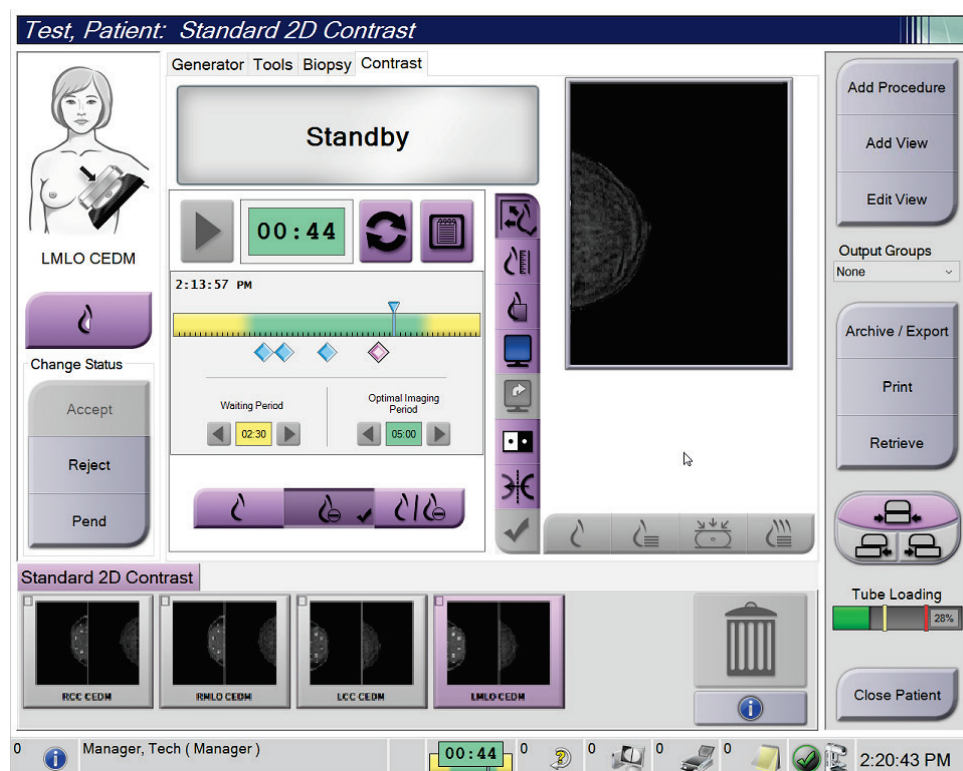 Test, Patient: Standard 2D Contrast
Generator Tools Biopsy Contrast
Standby
00:44
2:13:57 PM
Waiting Period
Optimal Imaging
Period
02:30
05:00
LMLO CEDM
Change Status
Accept
Reject
Pend
Add Procedure
Add View
Edit View
Output Groups
None
Archive / Export
Print
Retrieve
Tube Loading
28%
Close Patient
Standard 2D Contrast
RCC CEDM
RMLO CEDM
LCC CEDM
LMLO CEDM
0
Manager, Tech ( Manager )
00:44
0
0
0
0
2:20:43 PM